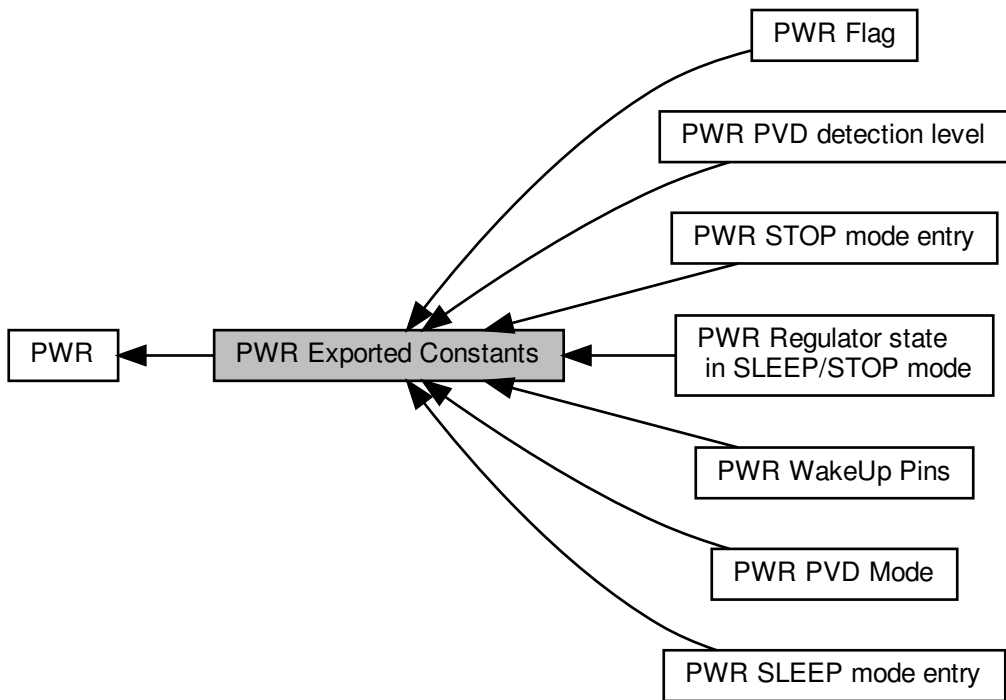 PWR Flag
PWR PVD detection level
PWR STOP mode entry
PWR
PWR Exported Constants
PWR Regulator state
in SLEEP/STOP mode
PWR WakeUp Pins
PWR PVD Mode
PWR SLEEP mode entry